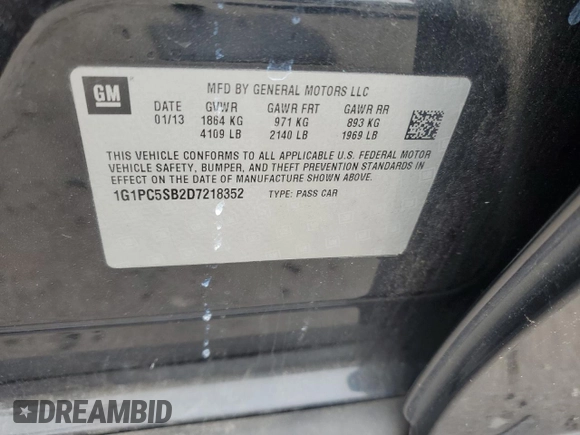 GM
MFD BY GENERAL MOTORS LLC
DATE GVWR GAWR FRT GAWR RR
01/13 1864 KG 971 KG 893 KG
4109 LB 2140 LB 1969 LB
THIS VEHICLE CONFORMS TO ALL APPLICABLE U.S. FEDERAL MOTOR
VEHICLE SAFETY, BUMPER, AND THEFT PREVENTION STANDARDS IN
EFFECT ON THE DATE OF MANUFACTURE SHOWN ABOVE.
1G1PC5SB2D7218352 TYPE: PASS CAR
DREAMBID